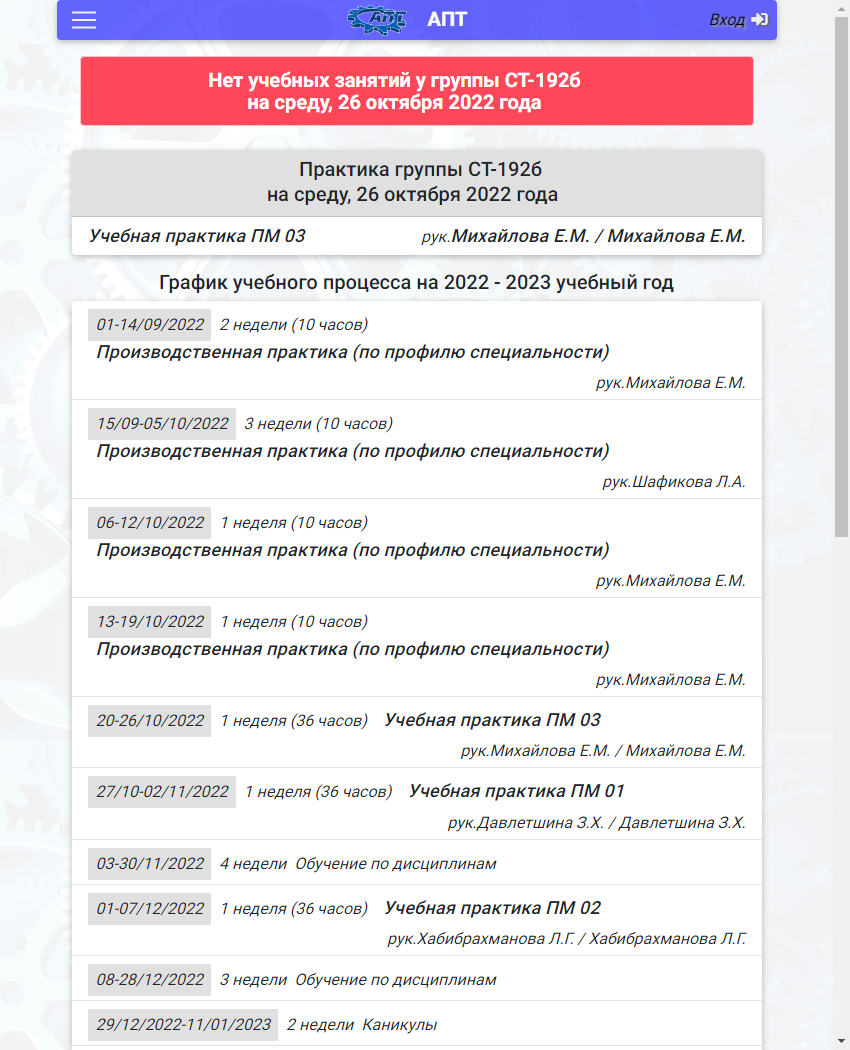 АПТ АПТ Вход
Нет учебных занятий у группы СТ-192б
на среду, 26 октября 2022 года
Практика группы СТ-192б
на среду, 26 октября 2022 года
Учебная практика ПМ 03 рук.Михайлова Е.М. / Михайлова Е.М.
График учебного процесса на 2022 - 2023 учебный год
01-14/09/2022 2 недели (10 часов)
Производственная практика (по профилю специальности)
рук.Михайлова Е.М.
15/09-05/10/2022 3 недели (10 часов)
Производственная практика (по профилю специальности)
рук.Шафикова Л.А.
06-12/10/2022 1 неделя (10 часов)
Производственная практика (по профилю специальности)
рук.Михайлова Е.М.
13-19/10/2022 1 неделя (10 часов)
Производственная практика (по профилю специальности)
рук.Михайлова Е.М.
20-26/10/2022 1 неделя (36 часов) Учебная практика ПМ 03
рук.Михайлова Е.М. / Михайлова Е.М.
27/10-02/11/2022 1 неделя (36 часов) Учебная практика ПМ 01
рук.Давлетшина З.Х. / Давлетшина З.Х.
03-30/11/2022 4 недели Обучение по дисциплинам
01-07/12/2022 1 неделя (36 часов) Учебная практика ПМ 02
рук.Хабибрахманова Л.Г. / Хабибрахманова Л.Г.
08-28/12/2022 3 недели Обучение по дисциплинам
29/12/2022-11/01/2023 2 недели Каникулы